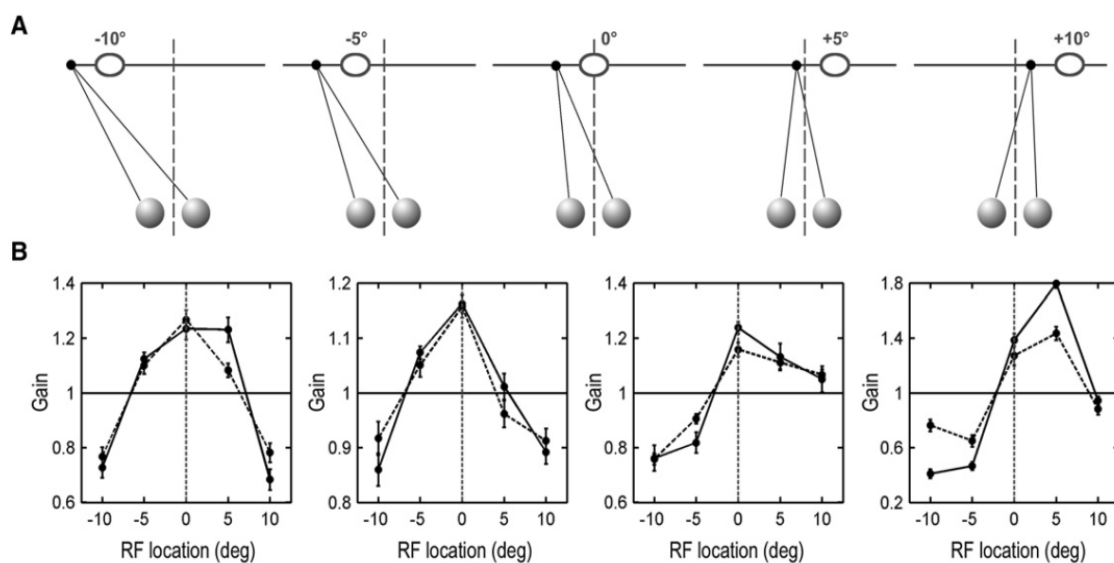 A
-10° -5° 0° +5° +10°
B
1.4 1.2 1.4 1.8
1.2 1.1 1.2 1.4
1 1 1 1
0.8 0.9 0.8 0.6
0.6 0.8 0.6 0.2
-10 -5 0 5 10 -10 -5 0 5 10 -10 -5 0 5 10 -10 -5 0 5 10
Gain Gain Gain Gain
RF location (deg) RF location (deg) RF location (deg) RF location (deg)